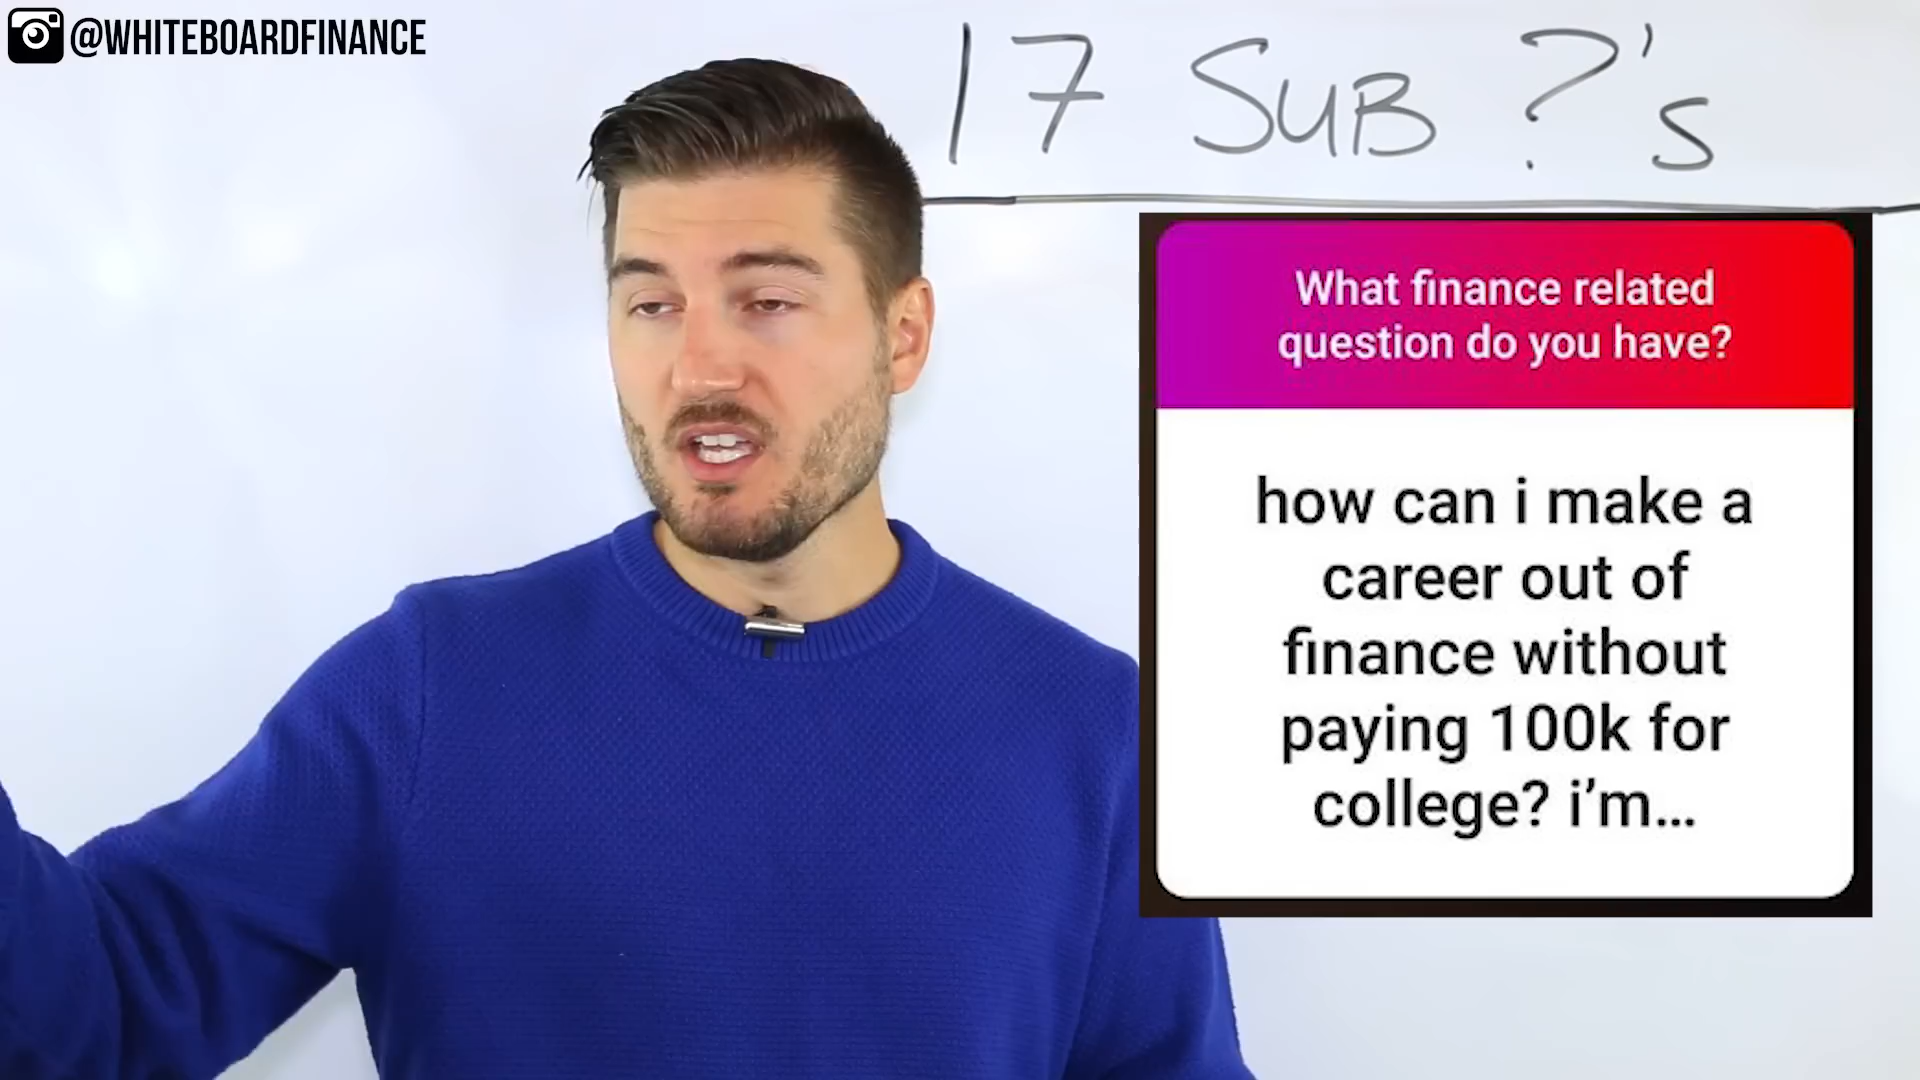 @WHITEBOARDFINANCE
17 SUB ?'s
What finance related
question do you have?
how can i make a
career out of
finance without
paying 100k for
college? i'm...